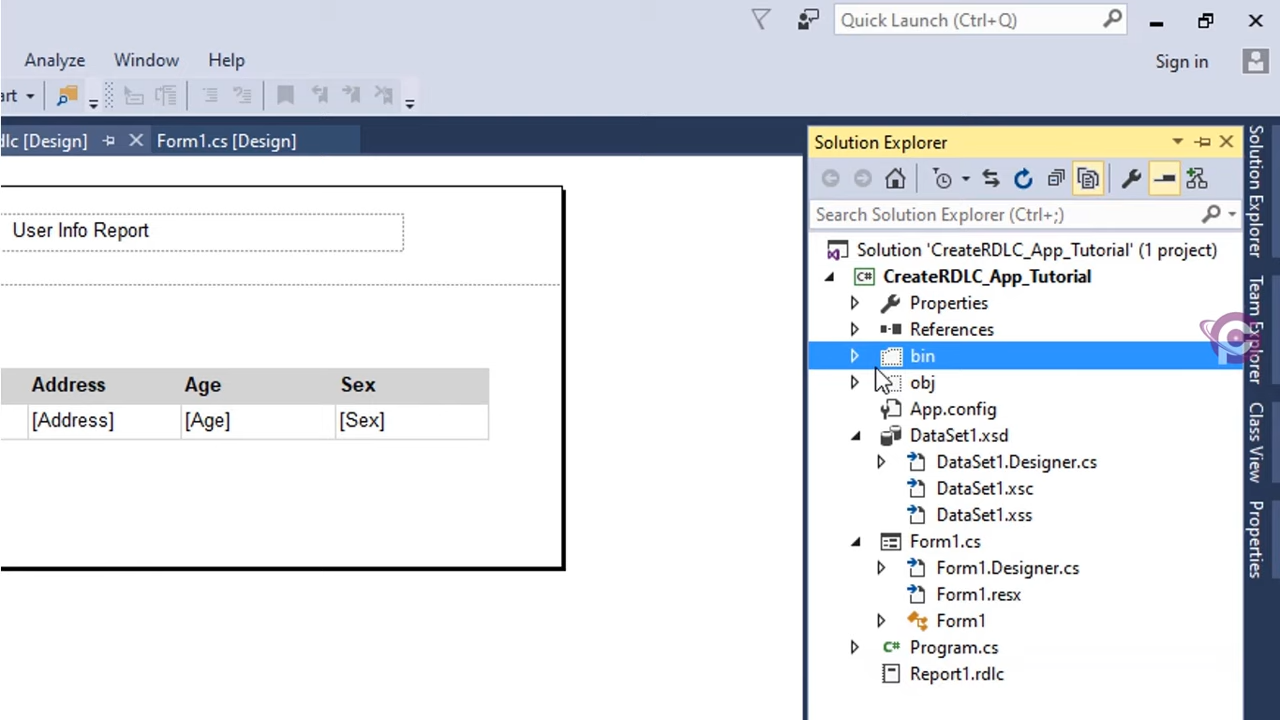 Quick Launch (Ctrl+Q)
Analyze Window Help
Sign in
art
dlc [Design] Form1.cs [Design]
User Info Report
Address Age Sex
[Address] [Age] [Sex]
Solution Explorer
Search Solution Explorer (Ctrl+;)
Solution 'CreateRDLC_App_Tutorial' (1 project)
C# CreateRDLC_App_Tutorial
Properties
References
bin
obj
App.config
DataSet1.xsd
DataSet1.Designer.cs
DataSet1.xsc
DataSet1.xss
Form1.cs
Form1.Designer.cs
Form1.resx
Form1
C# Program.cs
Report1.rdlc
Solution Explorer
Team Explorer
Class View
Properties